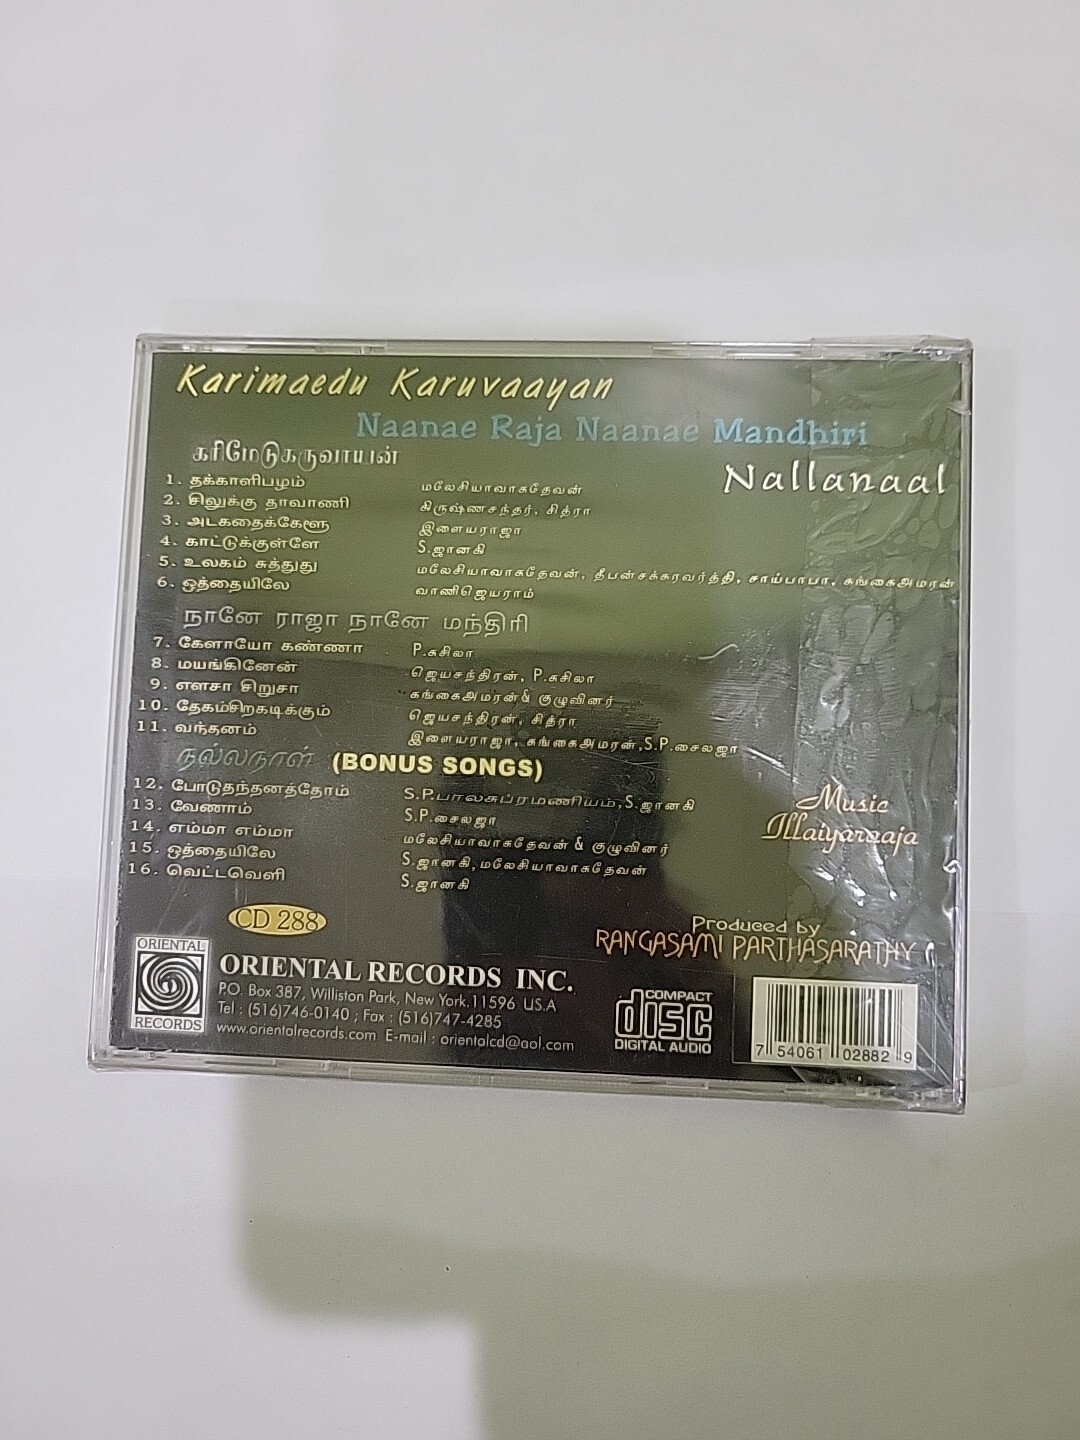 Karimaedu Karuvaayan
Naanae Raja Naanae Mandhiri
Nallanaal
கரிமேடுகருவாயன்
1. தக்காளிபழம் மலேசியாவாசுதேவன்
2. சிலுக்கு தாவாணி கிருஷ்ணசந்தர், சித்ரா
3. அடகதைக்கேளூ இளையராஜா
4. காட்டுக்குள்ளே S.ஜானகி
5. உலகம் சுத்துது மலேசியாவாசுதேவன், தீபன்சக்கரவர்த்தி, சாய்பாபா, கங்கைஅமரன்
6. ஒத்தையிலே வாணிஜெயராம்
நானே ராஜா நானே மந்திரி
7. கேளாயோ கண்ணா P.சுசிலா
8. மயங்கினேன் ஜெயசந்திரன், P.சுசிலா
9. எளசா சிறுசா கங்கைஅமரன்& குழுவினர்
10. தேகம்சிறகடிக்கும் ஜெயசந்திரன், சித்ரா
11. வந்தனம் இளையராஜா, கங்கைஅமரன்,S.P.சைலஜா
நல்லநாள் (BONUS SONGS)
12. போடுதந்தனத்தோம் S.P.பாலசுப்ரமணியம்,S.ஜானகி
13. வேணாம் S.P.சைலஜா
14. எம்மா எம்மா மலேசியாவாசுதேவன் & குழுவினர்
15. ஒத்தையிலே S.ஜானகி,மலேசியாவாசுதேவன்
16. வெட்டவெளி S.ஜானகி
Music
Illaiyaraaja
CD 288
Produced by
RANGASAMI PARTHASARATHY
ORIENTAL
RECORDS
ORIENTAL RECORDS INC.
P.O. Box 387, Williston Park, New York.11596 U.S.A
Tel : (516)746-0140 ; Fax : (516)747-4285
www.orientalrecords.com E-mail : orientalcd@aol.com
COMPACT
disc
DIGITAL AUDIO
7 54061 02882 9